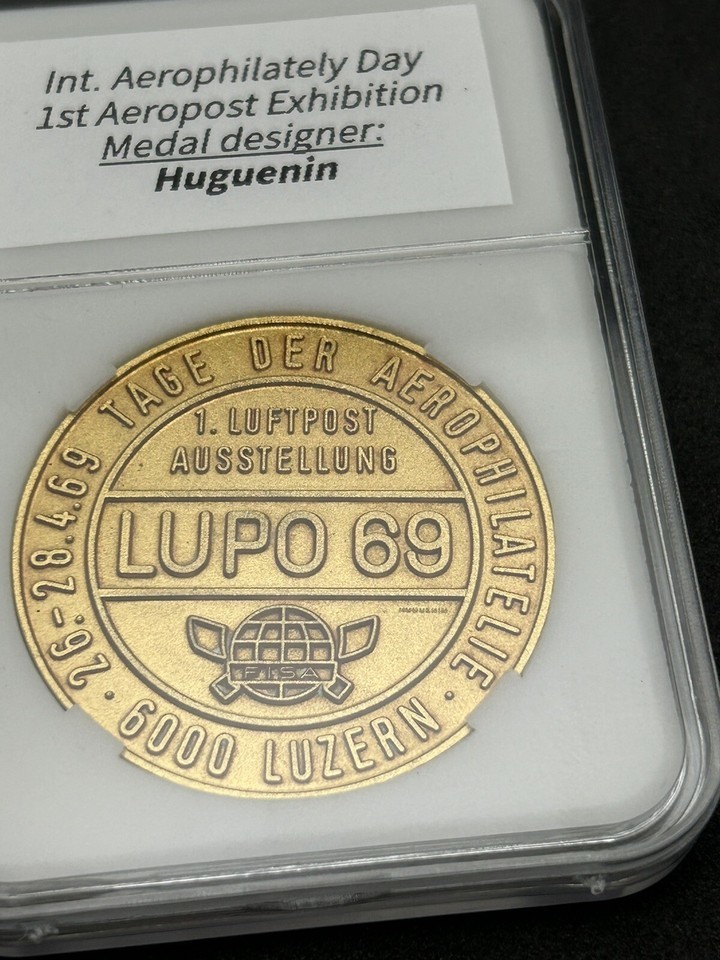 Int. Aerophilately Day
1st Aeropost Exhibition
Medal designer:
Huguenin
26.-28.4.69 TAGE DER AEROPHILATELIE
1. LUFTPOST
AUSSTELLUNG
LUPO 69
HUGUENIN
FISA
· 6000 LUZERN ·